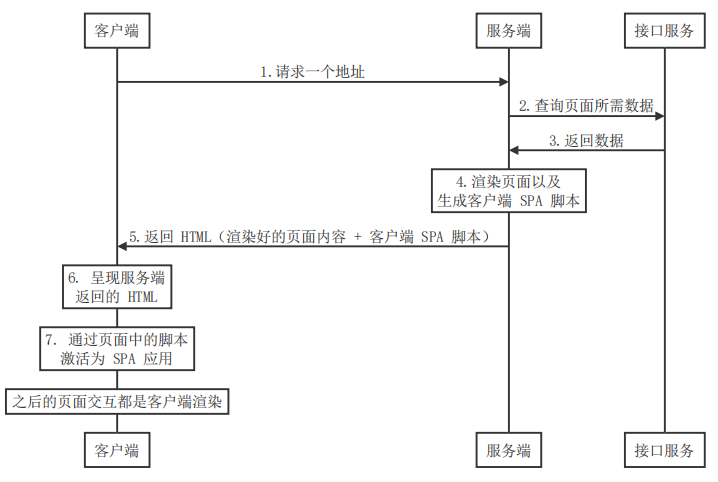 客户端
服务端
接口服务
1.请求一个地址
2.查询页面所需数据
3.返回数据
4.渲染页面以及
生成客户端 SPA 脚本
5.返回 HTML（渲染好的页面内容 + 客户端 SPA 脚本）
6. 呈现服务端
返回的 HTML
7. 通过页面中的脚本
激活为 SPA 应用
之后的页面交互都是客户端渲染
客户端
服务端
接口服务